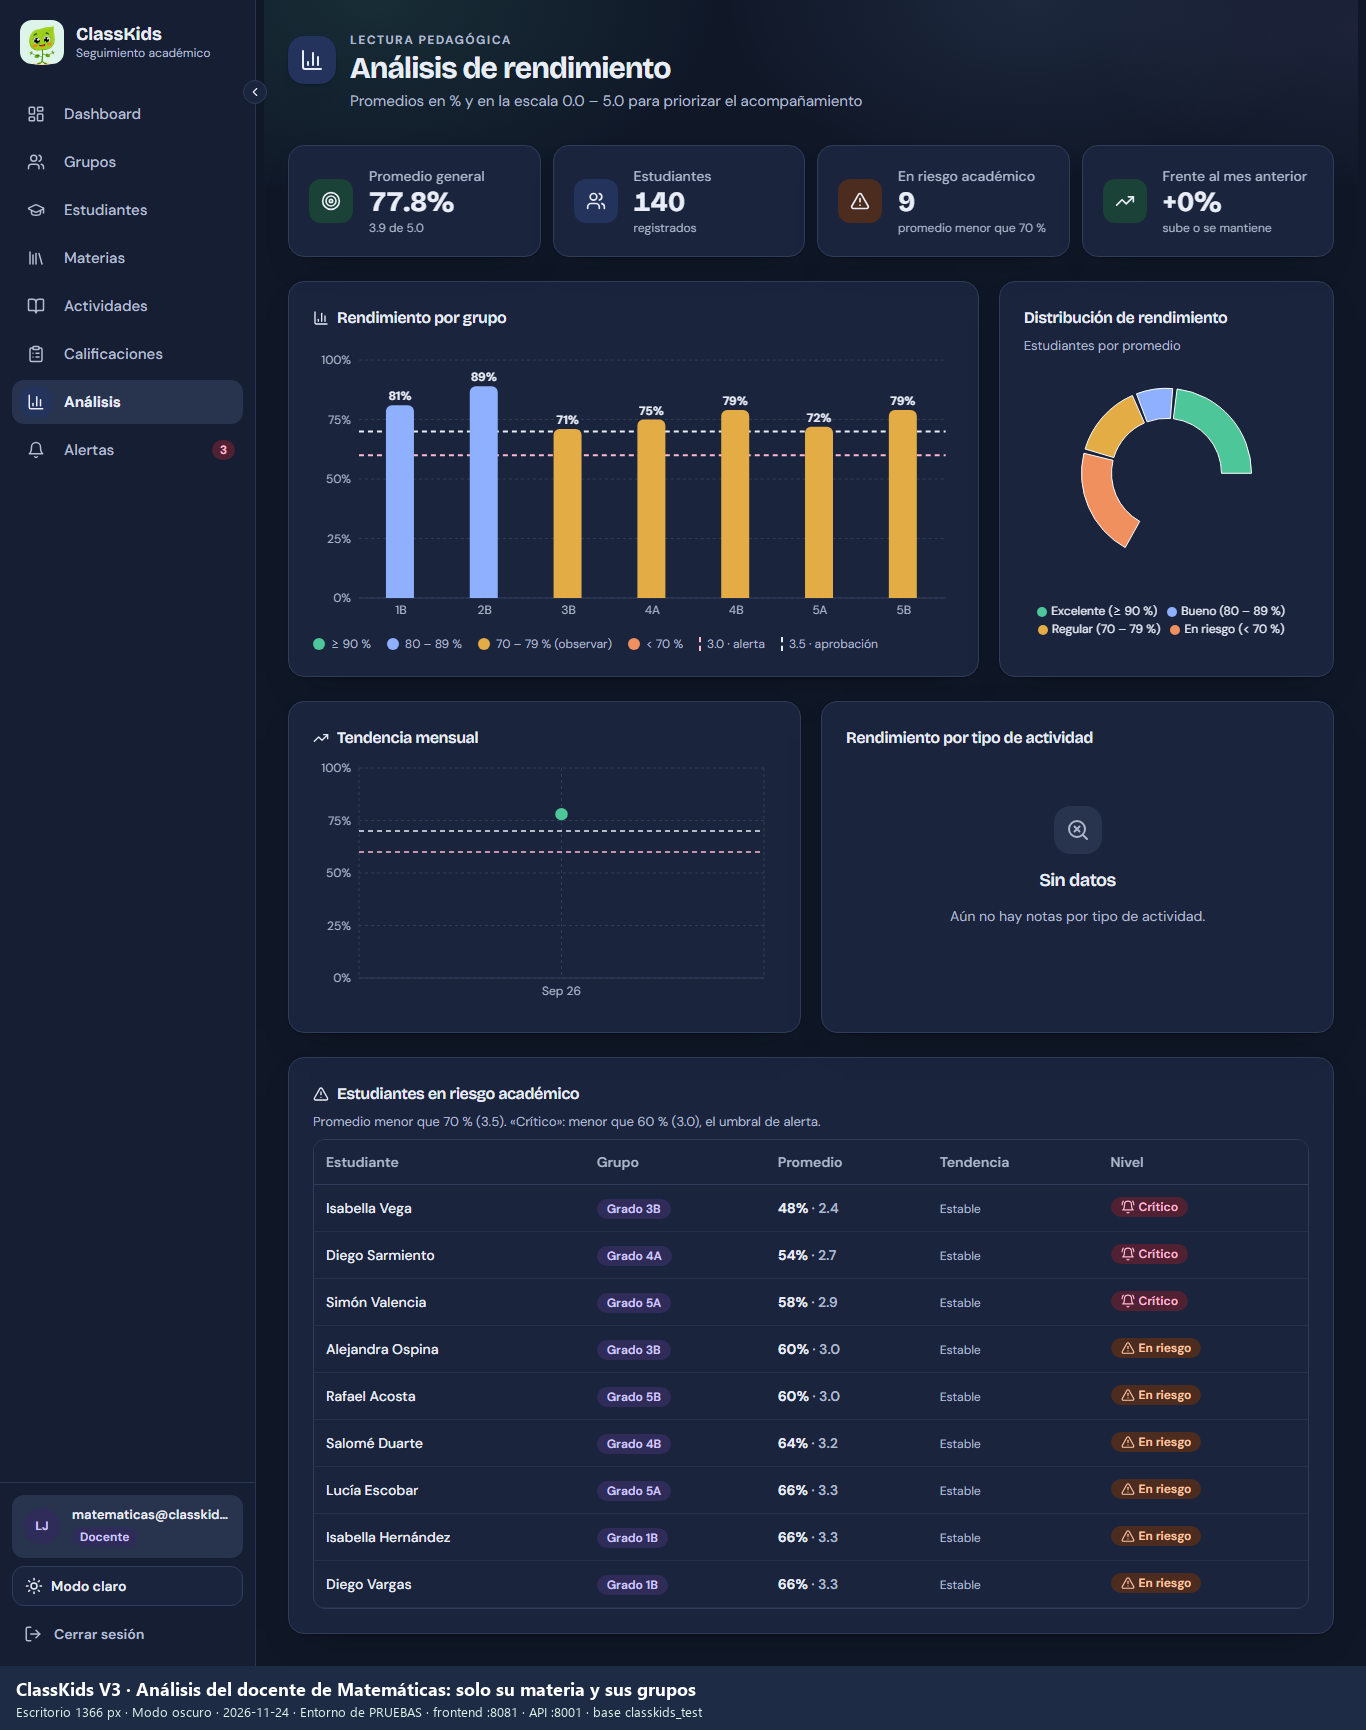 ClassKids
Seguimiento académico
Dashboard
Grupos
Estudiantes
Materias
Actividades
Calificaciones
Análisis
Alertas 3
LECTURA PEDAGÓGICA
Análisis de rendimiento
Promedios en % y en la escala 0.0 – 5.0 para priorizar el acompañamiento
Promedio general
77.8%
3.9 de 5.0
Estudiantes
140
registrados
En riesgo académico
9
promedio menor que 70 %
Frente al mes anterior
+0%
sube o se mantiene
Rendimiento por grupo
100%
75%
50%
25%
0%
81% 89% 71% 75% 79% 72% 79%
1B 2B 3B 4A 4B 5A 5B
≥ 90 % 80 – 89 % 70 – 79 % (observar) < 70 % 3.0 · alerta 3.5 · aprobación
Distribución de rendimiento
Estudiantes por promedio
Excelente (≥ 90 %) Bueno (80 – 89 %)
Regular (70 – 79 %) En riesgo (< 70 %)
Tendencia mensual
100%
75%
50%
25%
0%
Sep 26
Rendimiento por tipo de actividad
Sin datos
Aún no hay notas por tipo de actividad.
Estudiantes en riesgo académico
Promedio menor que 70 % (3.5). «Crítico»: menor que 60 % (3.0), el umbral de alerta.
Estudiante Grupo Promedio Tendencia Nivel
Isabella Vega Grado 3B 48% · 2.4 Estable Crítico
Diego Sarmiento Grado 4A 54% · 2.7 Estable Crítico
Simón Valencia Grado 5A 58% · 2.9 Estable Crítico
Alejandra Ospina Grado 3B 60% · 3.0 Estable En riesgo
Rafael Acosta Grado 5B 60% · 3.0 Estable En riesgo
Salomé Duarte Grado 4B 64% · 3.2 Estable En riesgo
Lucía Escobar Grado 5A 66% · 3.3 Estable En riesgo
Isabella Hernández Grado 1B 66% · 3.3 Estable En riesgo
Diego Vargas Grado 1B 66% · 3.3 Estable En riesgo
LJ
matematicas@classkid...
Docente
Modo claro
Cerrar sesión
ClassKids V3 · Análisis del docente de Matemáticas: solo su materia y sus grupos
Escritorio 1366 px · Modo oscuro · 2026-11-24 · Entorno de PRUEBAS · frontend :8081 · API :8001 · base classkids_test